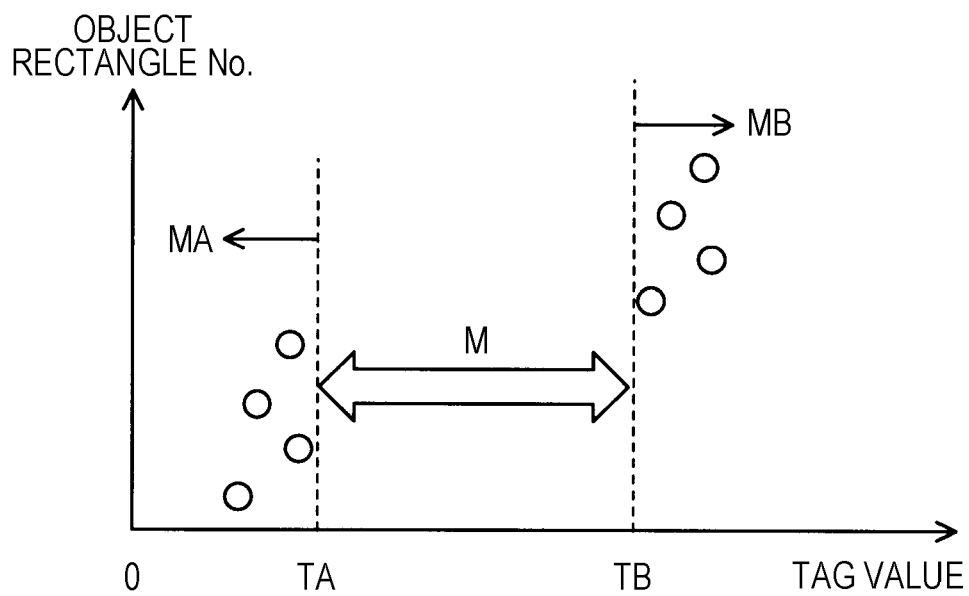 OBJECT
RECTANGLE No.
MB
MA
M
0 TA TB TAG VALUE